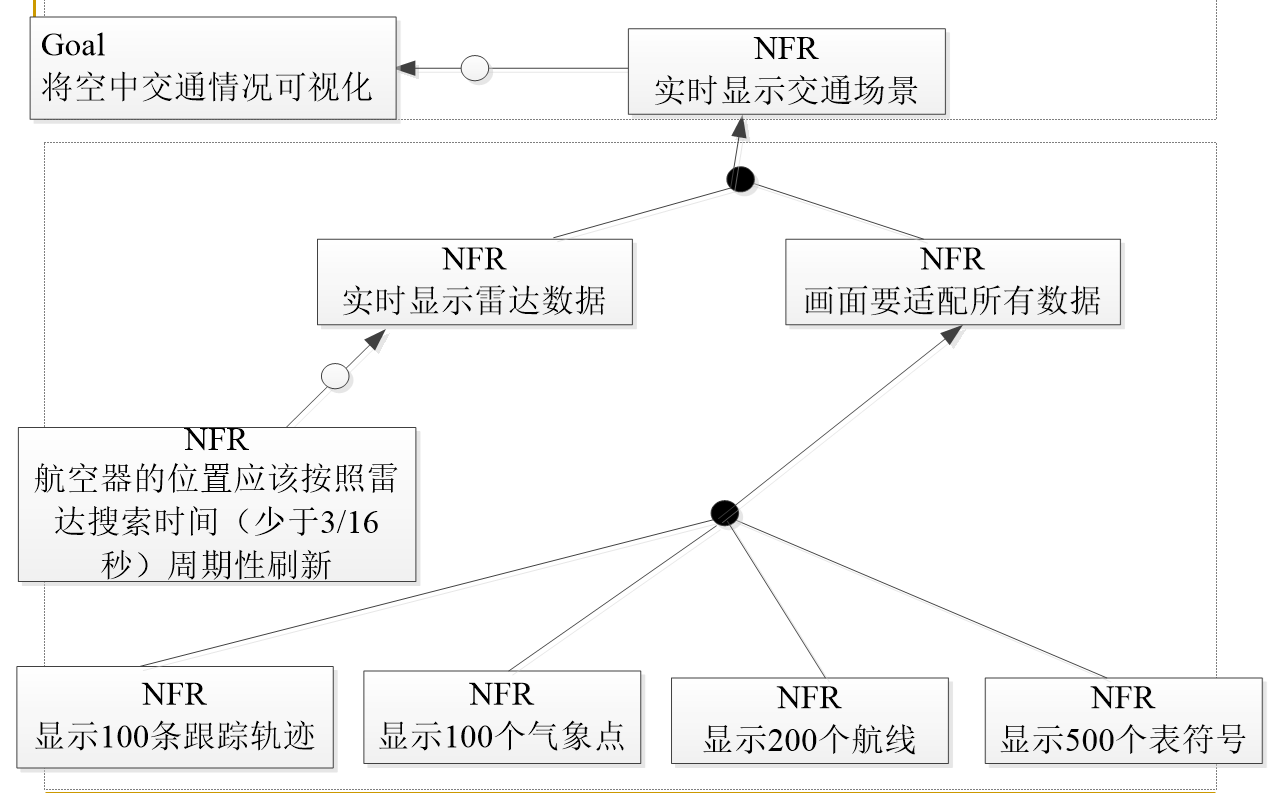 Goal
将空中交通情况可视化
NFR
实时显示交通场景
NFR
实时显示雷达数据
NFR
画面要适配所有数据
NFR
航空器的位置应该按照雷
达搜索时间（少于3/16
秒）周期性刷新
NFR
显示100条跟踪轨迹
NFR
显示100个气象点
NFR
显示200个航线
NFR
显示500个表符号